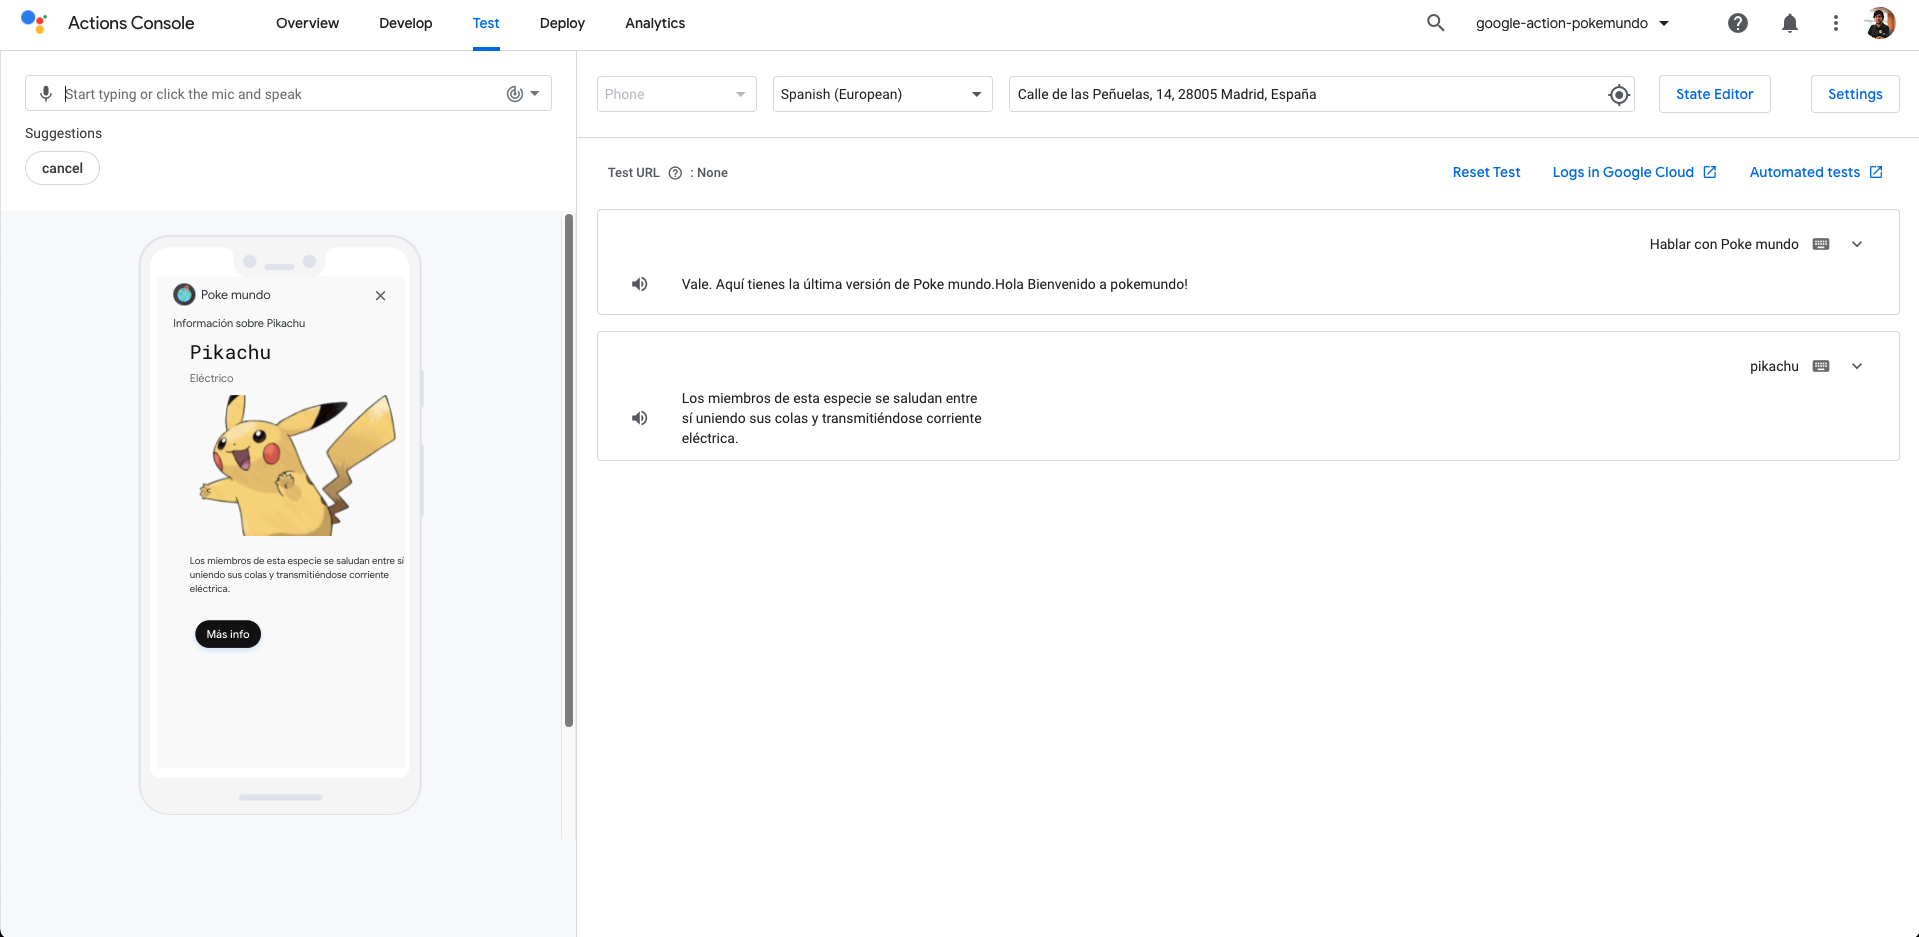 Actions Console
Overview
Develop
Test
Deploy
Analytics
google-action-pokemundo
Start typing or click the mic and speak
Suggestions
cancel
Poke mundo
Información sobre Pikachu
Pikachu
Eléctrico
Los miembros de esta especie se saludan entre sí
uniendo sus colas y transmitiéndose corriente
eléctrica.
Más info
Phone
Spanish (European)
Calle de las Peñuelas, 14, 28005 Madrid, España
State Editor
Settings
Test URL : None
Reset Test
Logs in Google Cloud
Automated tests
Hablar con Poke mundo
Vale. Aquí tienes la última versión de Poke mundo.Hola Bienvenido a pokemundo!
pikachu
Los miembros de esta especie se saludan entre
sí uniendo sus colas y transmitiéndose corriente
eléctrica.